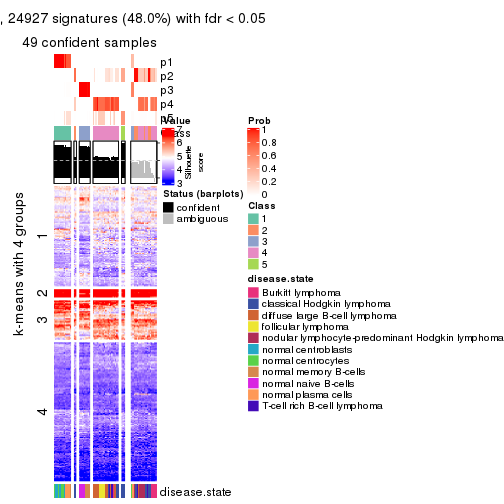 , 24927 signatures (48.0%) with fdr < 0.05
49 confident samples
p1
p2
p3
p4
p5
Class
Silhouette score
k-means with 4 groups
1
2
3
4
disease.state
Value
7
6
5
4
3
Status (barplots)
confident
ambiguous
Prob
1
0.8
0.6
0.4
0.2
0
Class
1
2
3
4
5
disease.state
Burkitt lymphoma
classical Hodgkin lymphoma
diffuse large B-cell lymphoma
follicular lymphoma
nodular lymphocyte-predominant Hodgkin lymphoma
normal centroblasts
normal centrocytes
normal memory B-cells
normal naive B-cells
normal plasma cells
T-cell rich B-cell lymphoma